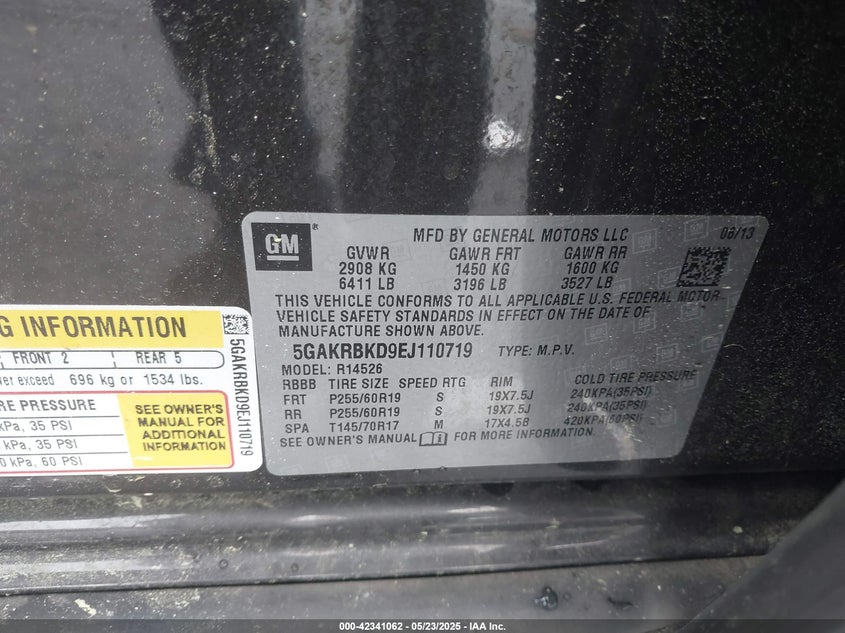 GM®
MFD BY GENERAL MOTORS LLC 08/13
GVWR GAWR FRT GAWR RR
2908 KG 1450 KG 1600 KG
6411 LB 3196 LB 3527 LB
THIS VEHICLE CONFORMS TO ALL APPLICABLE U.S. FEDERAL MOTOR
VEHICLE SAFETY STANDARDS IN EFFECT ON THE DATE OF
MANUFACTURE SHOWN ABOVE.
5GAKRBKD9EJ110719 TYPE: M.P.V.
MODEL: R14526
RBBB TIRE SIZE SPEED RTG RIM COLD TIRE PRESSURE
FRT P255/60R19 S 19X7.5J 240KPA(35PSI)
RR P255/60R19 S 19X7.5J 240KPA(35PSI)
SPA T145/70R17 M 17X4.5B 420KPA(60PSI)
SEE OWNER'S MANUAL FOR MORE INFORMATION.
G INFORMATION
FRONT 2 REAR 5
ver exceed 696 kg or 1534 lbs.
RE PRESSURE
kPa, 35 PSI
kPa, 35 PSI
0 kPa, 60 PSI
SEE OWNER'S
MANUAL FOR
ADDITIONAL
INFORMATION
5GAKRBKD9EJ110719
000-42341062 - 05/23/2025 - IAA Inc.